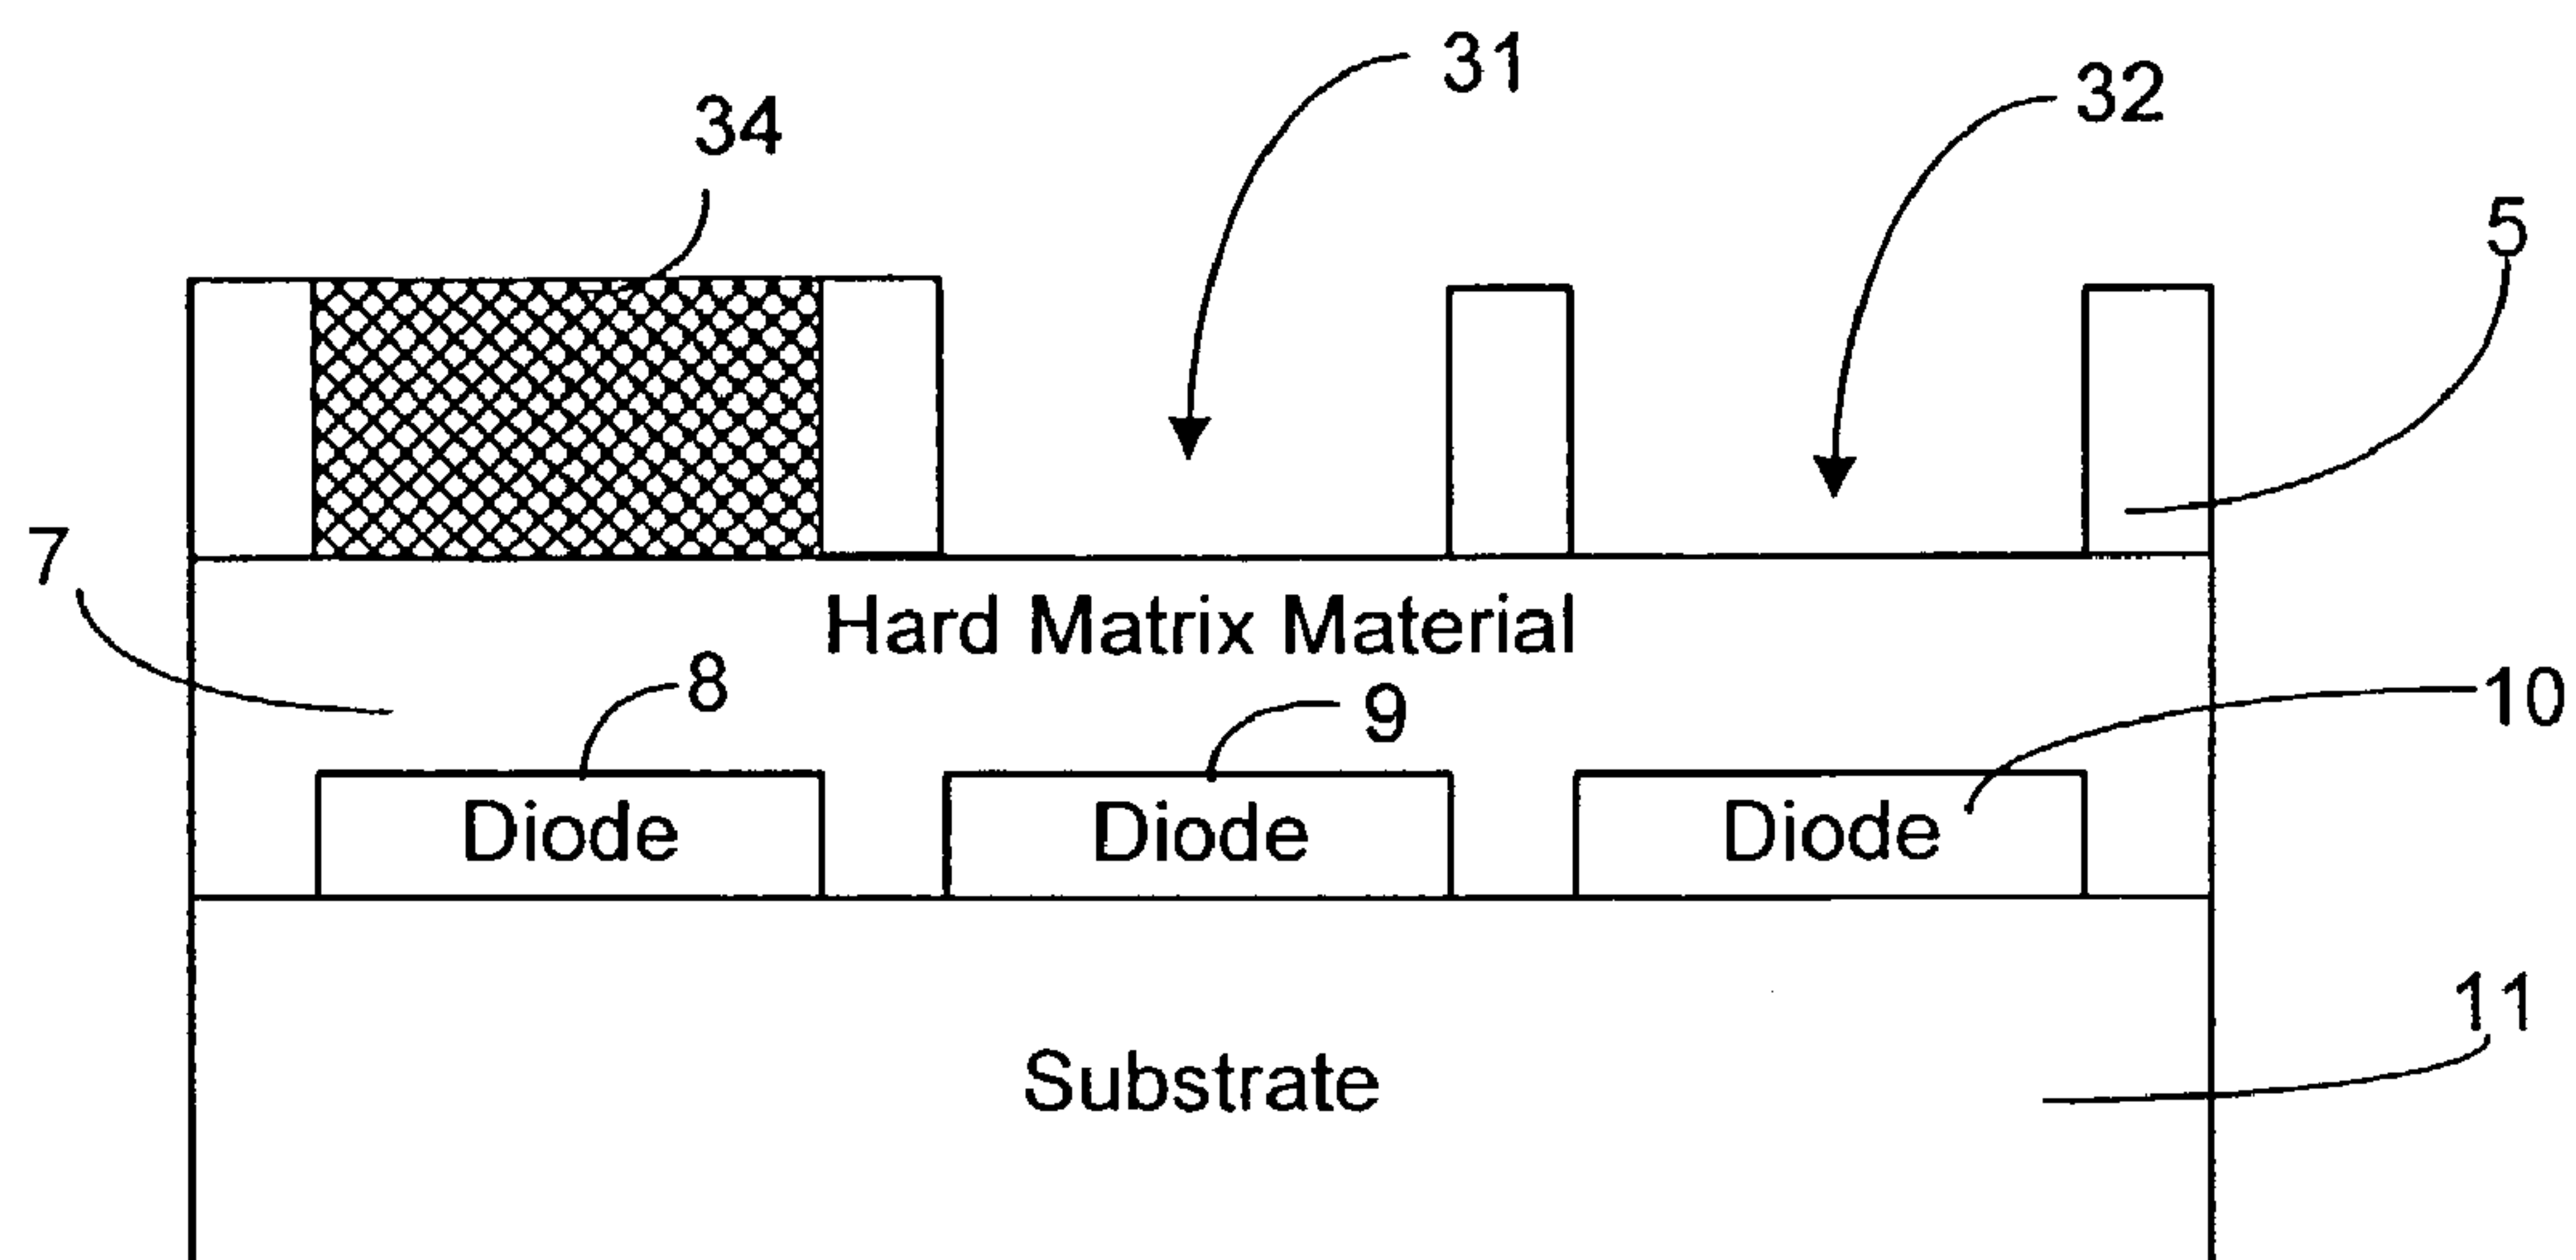 31
32
34
5
7
Hard Matrix Material
8
9
10
Diode
Diode
Diode
11
Substrate